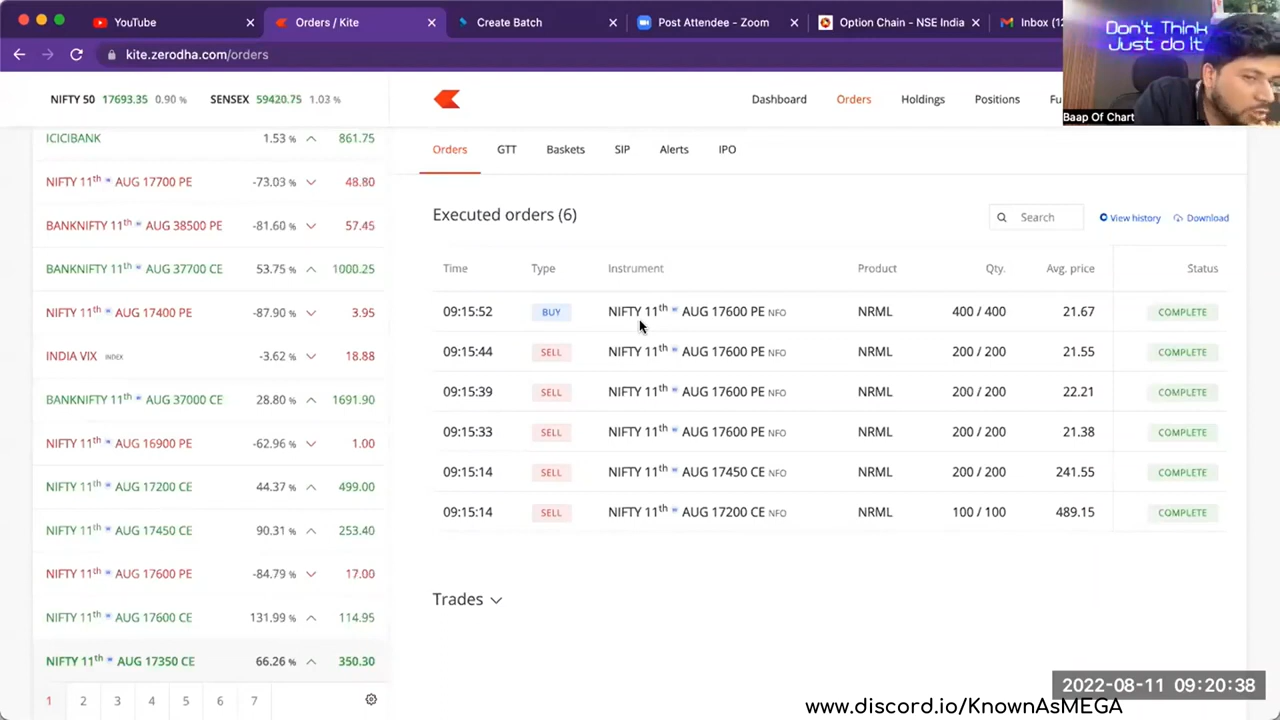 YouTube
Orders / Kite
Create Batch
Post Attendee - Zoom
Option Chain - NSE India
Inbox (12
kite.zerodha.com/orders
Don't Think
Just do it
Baap Of Chart
NIFTY 50 17693.35 0.90 % SENSEX 59420.75 1.03 %
Dashboard Orders Holdings Positions Fu
ICICIBANK 1.53 % 861.75
NIFTY 11th w AUG 17700 PE -73.03 % 48.80
BANKNIFTY 11th w AUG 38500 PE -81.60 % 57.45
BANKNIFTY 11th w AUG 37700 CE 53.75 % 1000.25
NIFTY 11th w AUG 17400 PE -87.90 % 3.95
INDIA VIX INDEX -3.62 % 18.88
BANKNIFTY 11th w AUG 37000 CE 28.80 % 1691.90
NIFTY 11th w AUG 16900 PE -62.96 % 1.00
NIFTY 11th w AUG 17200 CE 44.37 % 499.00
NIFTY 11th w AUG 17450 CE 90.31 % 253.40
NIFTY 11th w AUG 17600 PE -84.79 % 17.00
NIFTY 11th w AUG 17600 CE 131.99 % 114.95
NIFTY 11th w AUG 17350 CE 66.26 % 350.30
1 2 3 4 5 6 7
Orders GTT Baskets SIP Alerts IPO
Executed orders (6)
Search View history Download
Time Type Instrument Product Qty. Avg. price Status
09:15:52 BUY NIFTY 11th w AUG 17600 PE NFO NRML 400 / 400 21.67 COMPLETE
09:15:44 SELL NIFTY 11th w AUG 17600 PE NFO NRML 200 / 200 21.55 COMPLETE
09:15:39 SELL NIFTY 11th w AUG 17600 PE NFO NRML 200 / 200 22.21 COMPLETE
09:15:33 SELL NIFTY 11th w AUG 17600 PE NFO NRML 200 / 200 21.38 COMPLETE
09:15:14 SELL NIFTY 11th w AUG 17450 CE NFO NRML 200 / 200 241.55 COMPLETE
09:15:14 SELL NIFTY 11th w AUG 17200 CE NFO NRML 100 / 100 489.15 COMPLETE
Trades
2022-08-11 09:20:38
www.discord.io/KnownAsMEGA